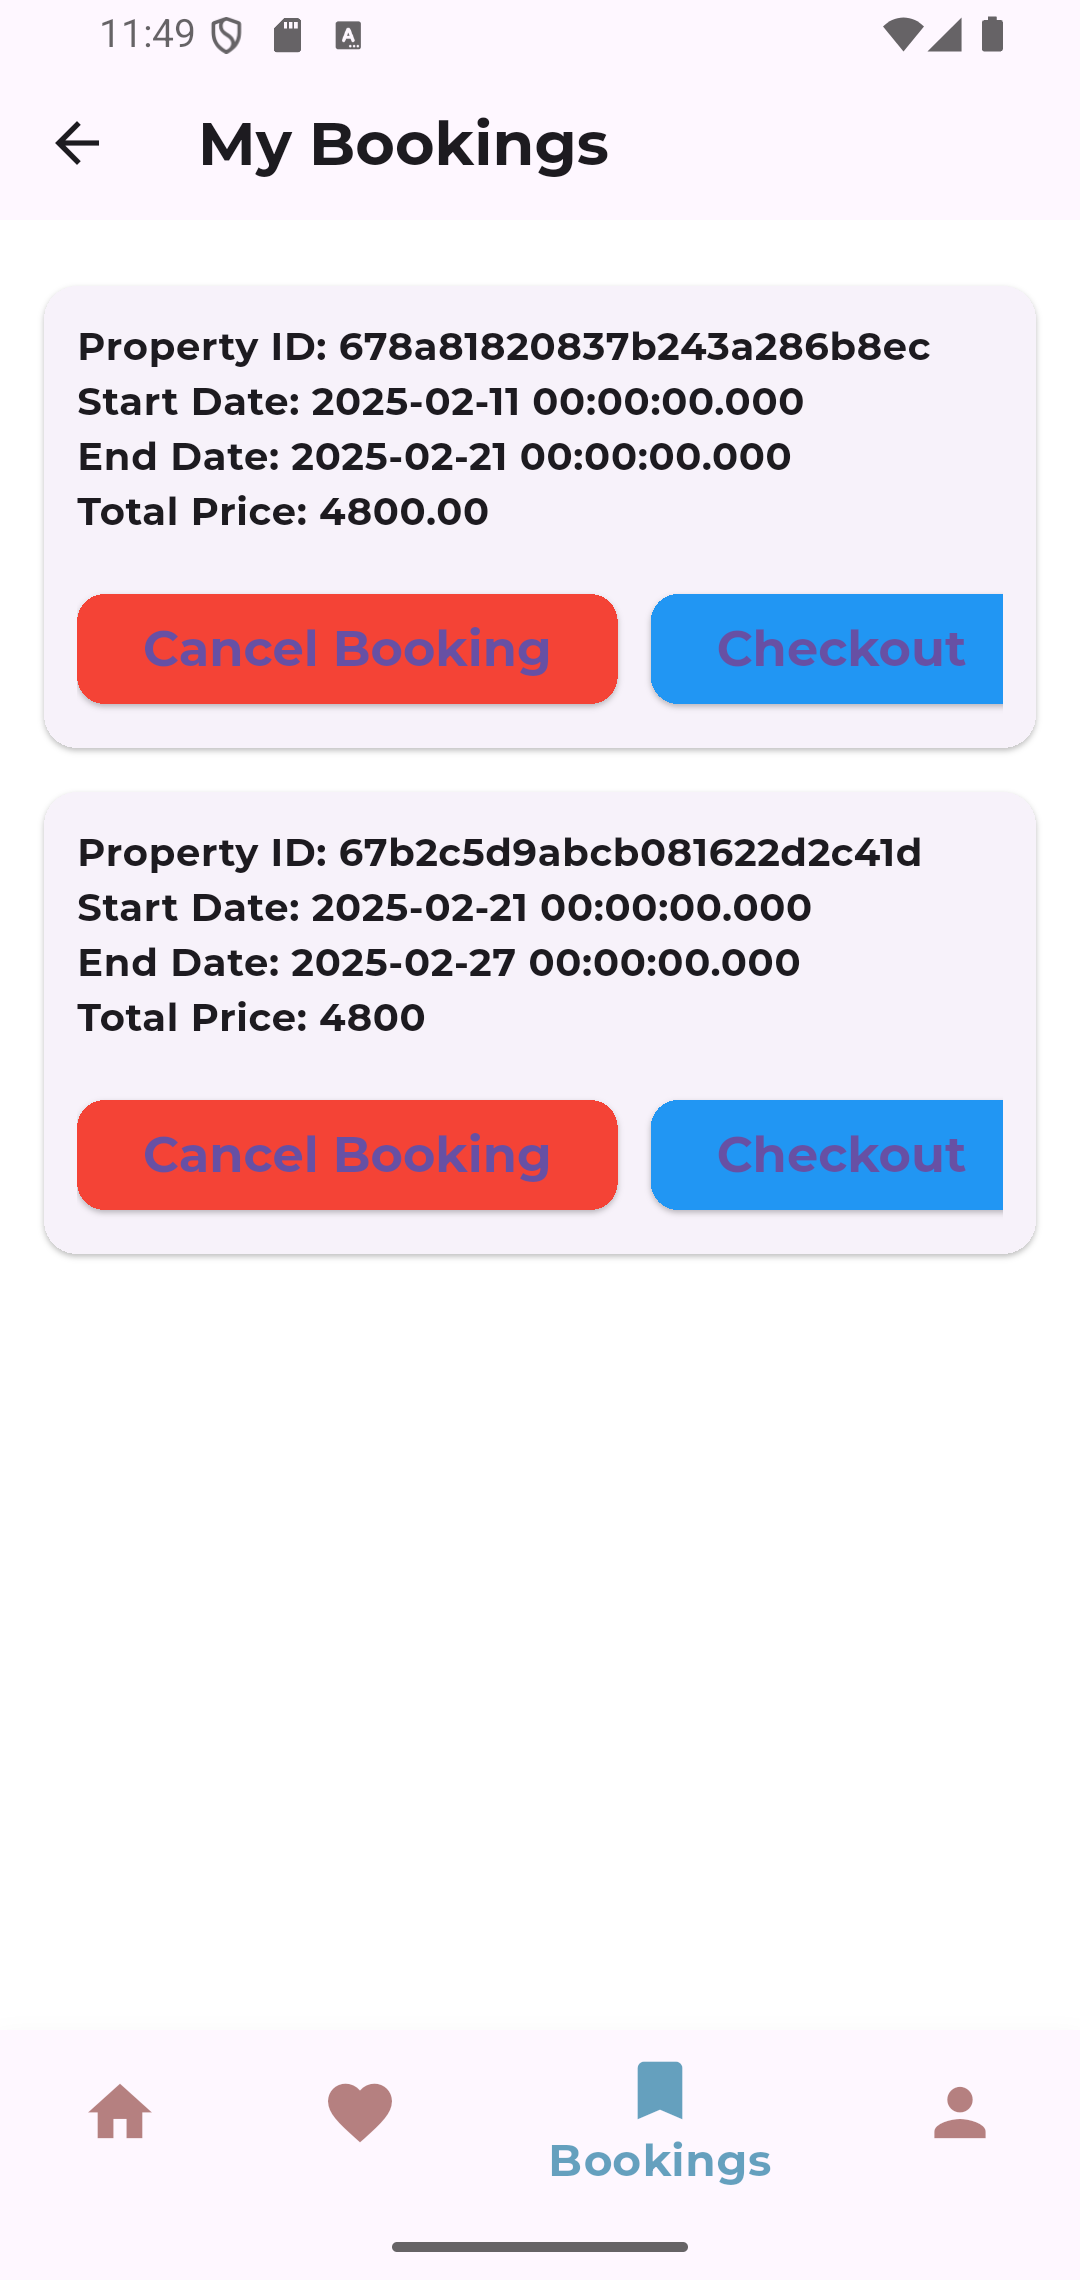 11:49
My Bookings
Property ID: 678a81820837b243a286b8ec
Start Date: 2025-02-11 00:00:00.000
End Date: 2025-02-21 00:00:00.000
Total Price: 4800.00
Cancel Booking Checkout
Property ID: 67b2c5d9abcb081622d2c41d
Start Date: 2025-02-21 00:00:00.000
End Date: 2025-02-27 00:00:00.000
Total Price: 4800
Cancel Booking Checkout
Bookings